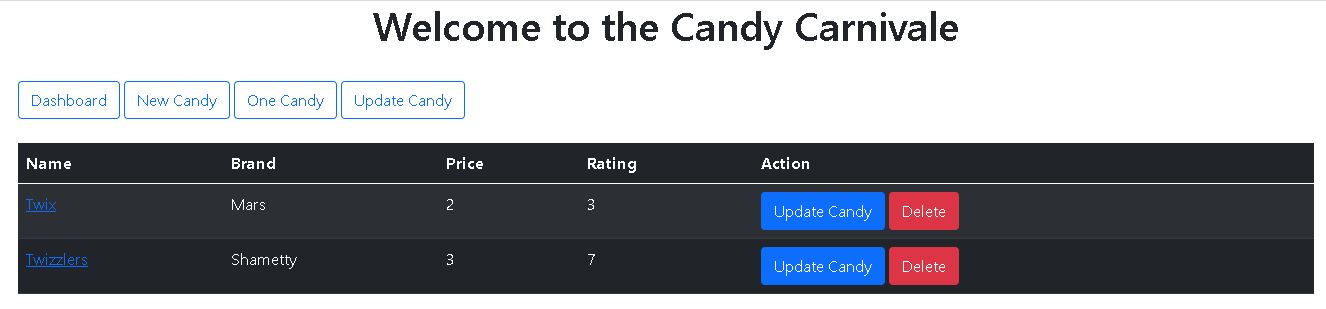 Welcome to the Candy Carnivale
Dashboard New Candy One Candy Update Candy
Name Brand Price Rating Action
Twix Mars 2 3 Update Candy Delete
Twizzlers Shametty 3 7 Update Candy Delete